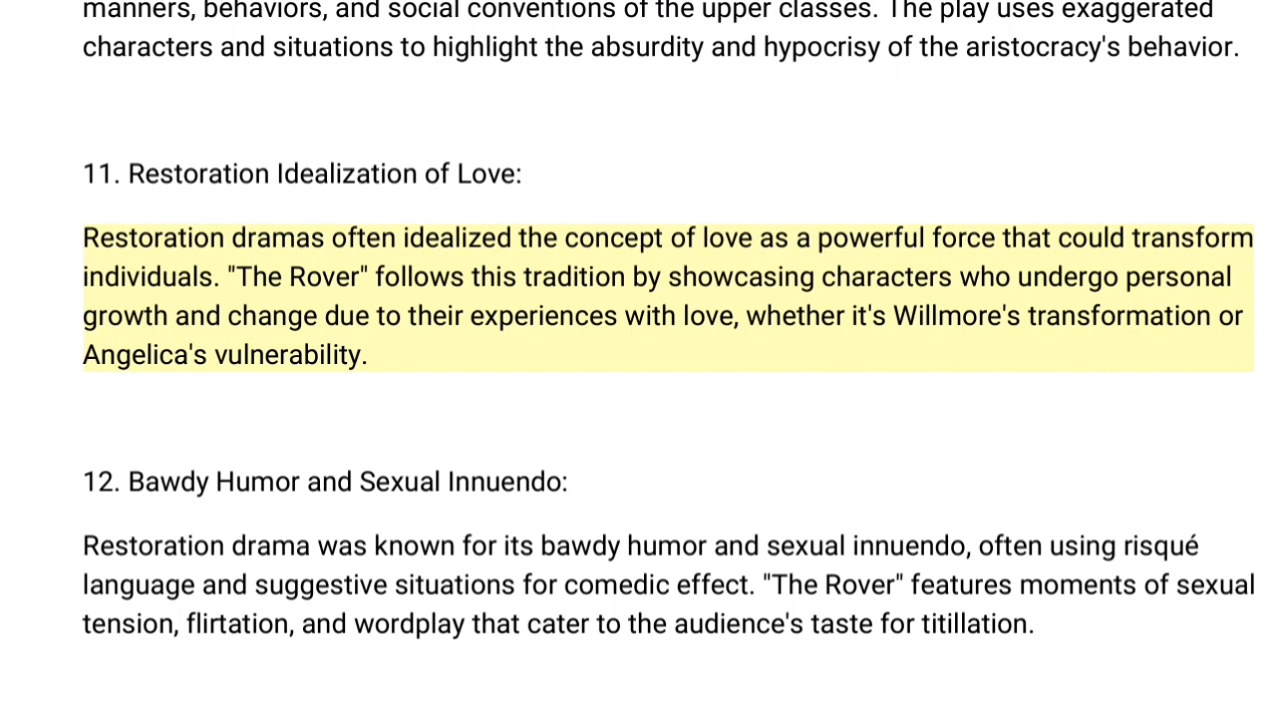 manners, behaviors, and social conventions of the upper classes. The play uses exaggerated
characters and situations to highlight the absurdity and hypocrisy of the aristocracy's behavior.
11. Restoration Idealization of Love:
Restoration dramas often idealized the concept of love as a powerful force that could transform
individuals. "The Rover" follows this tradition by showcasing characters who undergo personal
growth and change due to their experiences with love, whether it's Willmore's transformation or
Angelica's vulnerability.
12. Bawdy Humor and Sexual Innuendo:
Restoration drama was known for its bawdy humor and sexual innuendo, often using risqué
language and suggestive situations for comedic effect. "The Rover" features moments of sexual
tension, flirtation, and wordplay that cater to the audience's taste for titillation.